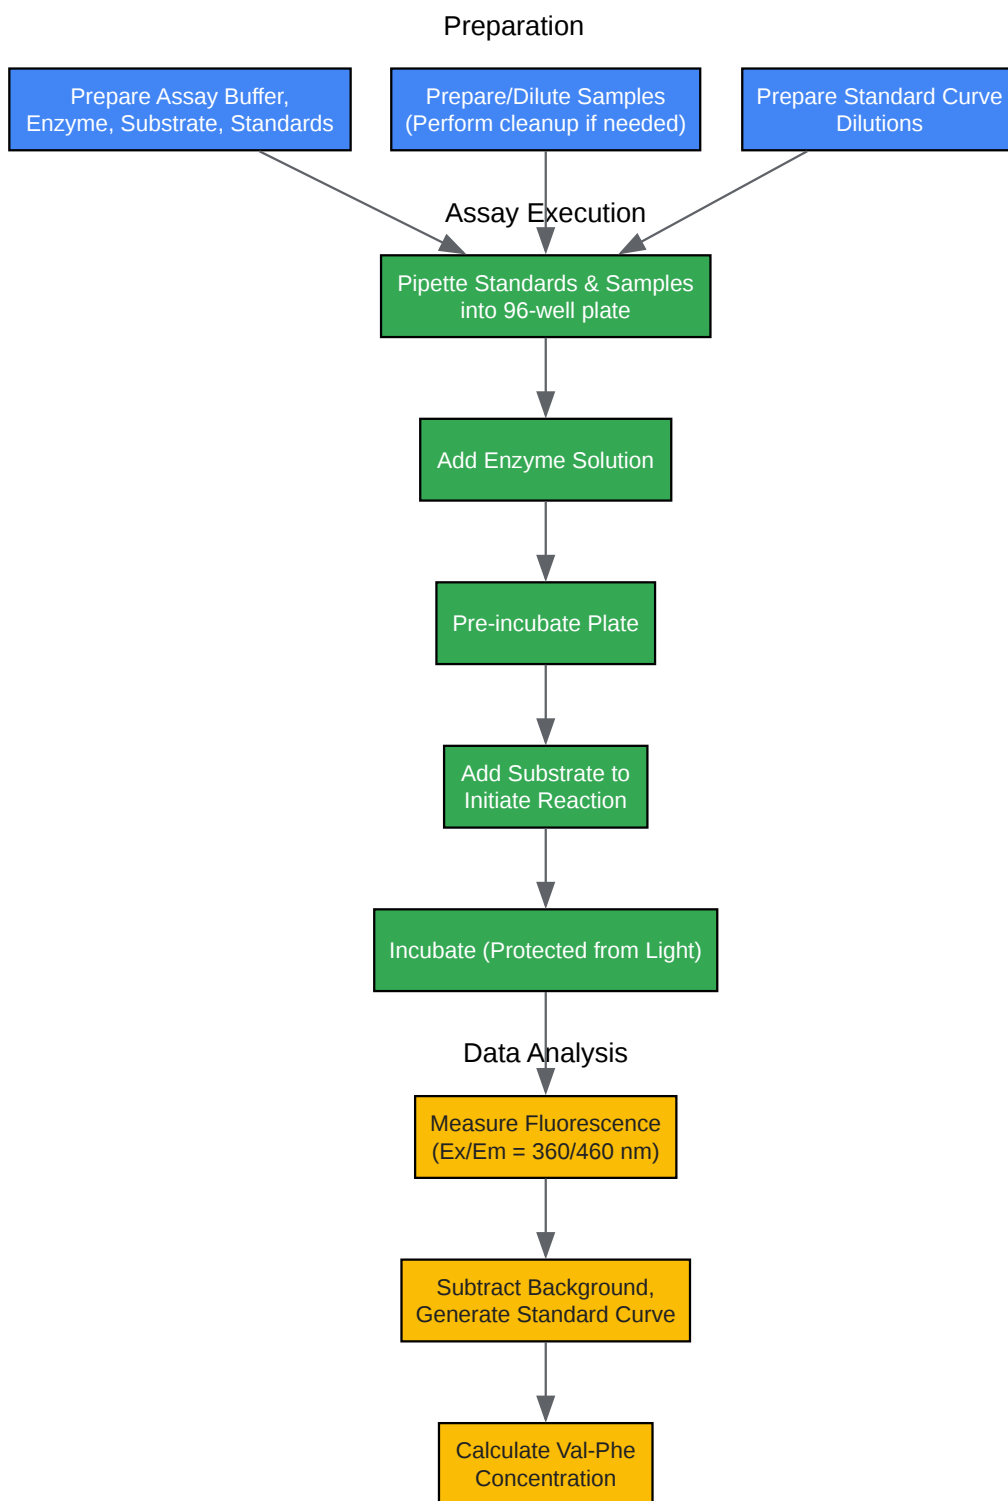 Preparation
Prepare Assay Buffer,
Enzyme, Substrate, Standards
Prepare/Dilute Samples
(Perform cleanup if needed)
Prepare Standard Curve
Dilutions
Assay Execution
Pipette Standards & Samples
into 96-well plate
Add Enzyme Solution
Pre-incubate Plate
Add Substrate to
Initiate Reaction
Incubate (Protected from Light)
Data Analysis
Measure Fluorescence
(Ex/Em = 360/460 nm)
Subtract Background,
Generate Standard Curve
Calculate Val-Phe
Concentration